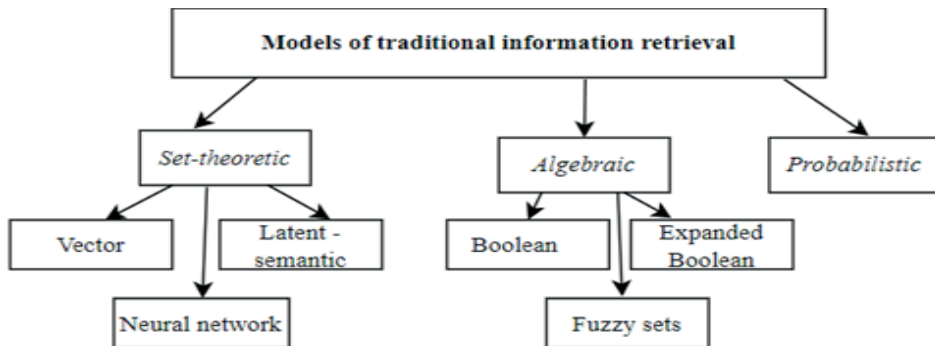 Models of traditional information retrieval
Set-theoretic
Algebraic
Probabilistic
Vector
Latent -
semantic
Boolean
Expanded
Boolean
Neural network
Fuzzy sets